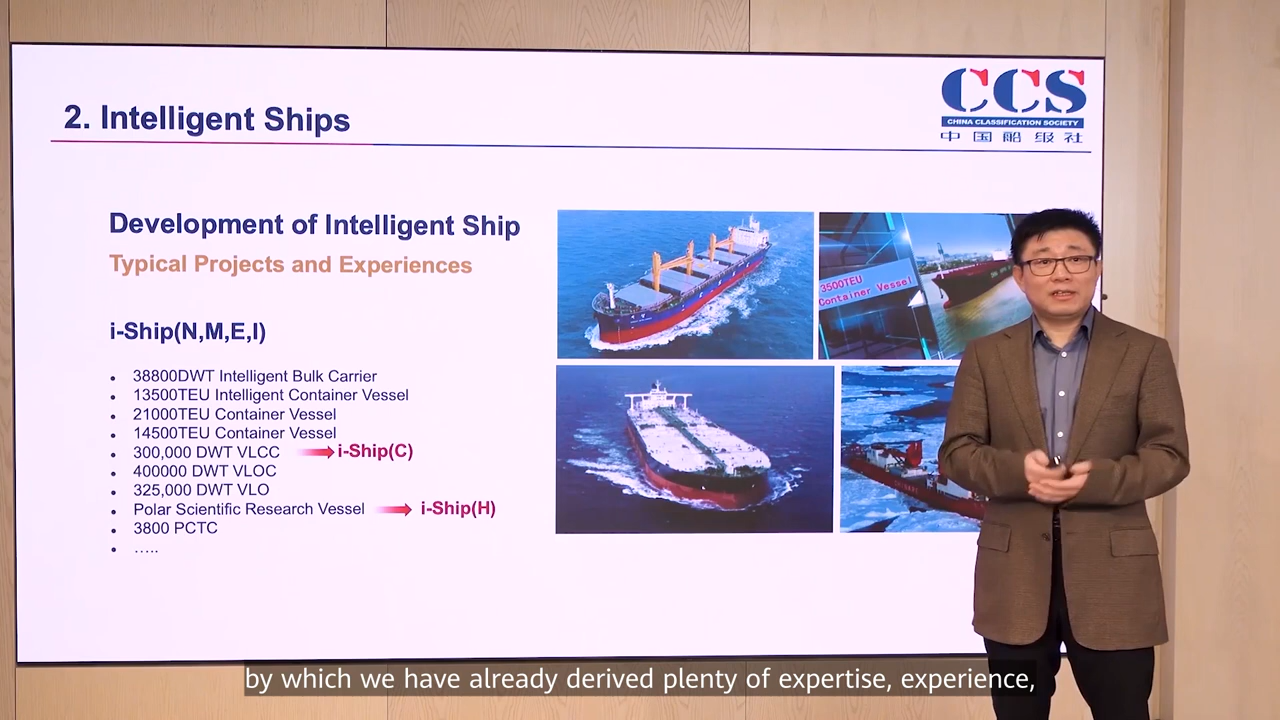 2. Intelligent Ships
CCS
CHINA CLASSIFICATION SOCIETY
中国船级社
Development of Intelligent Ship
Typical Projects and Experiences
i-Ship(N,M,E,I)
38800DWT Intelligent Bulk Carrier
13500TEU Intelligent Container Vessel
21000TEU Container Vessel
14500TEU Container Vessel
300,000 DWT VLCC i-Ship(C)
400000 DWT VLOC
325,000 DWT VLO
Polar Scientific Research Vessel i-Ship(H)
3800 PCTC
…..
3500TEU
Container Vessel
by which we have already derived plenty of expertise, experience,